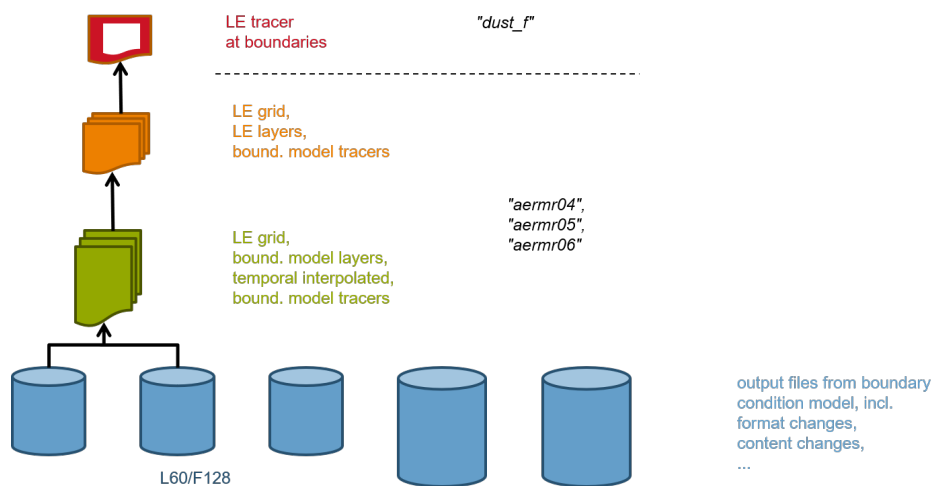 LE tracer
at boundaries
"dust_f"
LE grid,
LE layers,
bound. model tracers
"aermr04",
"aermr05",
"aermr06"
LE grid,
bound. model layers,
temporal interpolated,
bound. model tracers
output files from boundary
condition model, incl.
format changes,
content changes,
...
L60/F128